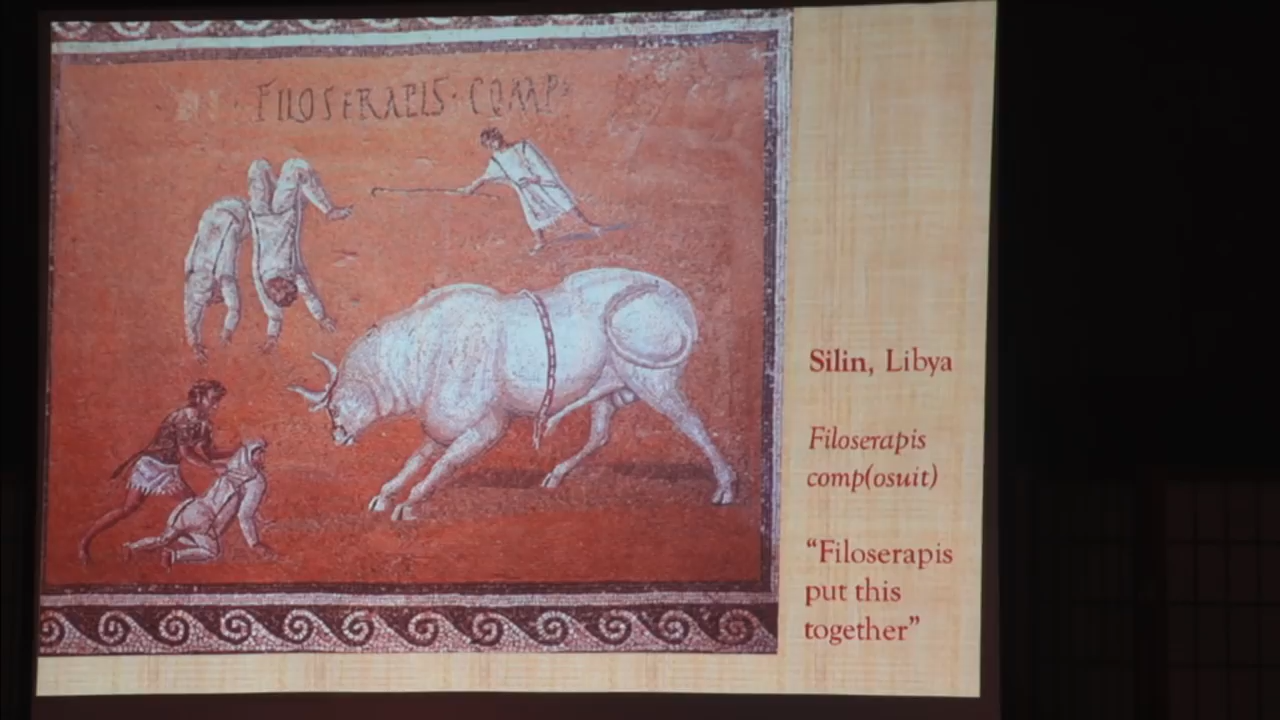 FILOSERAPIS · COMP
Silin, Libya
Filoserapis
comp(osuit)
“Filoserapis
put this
together”